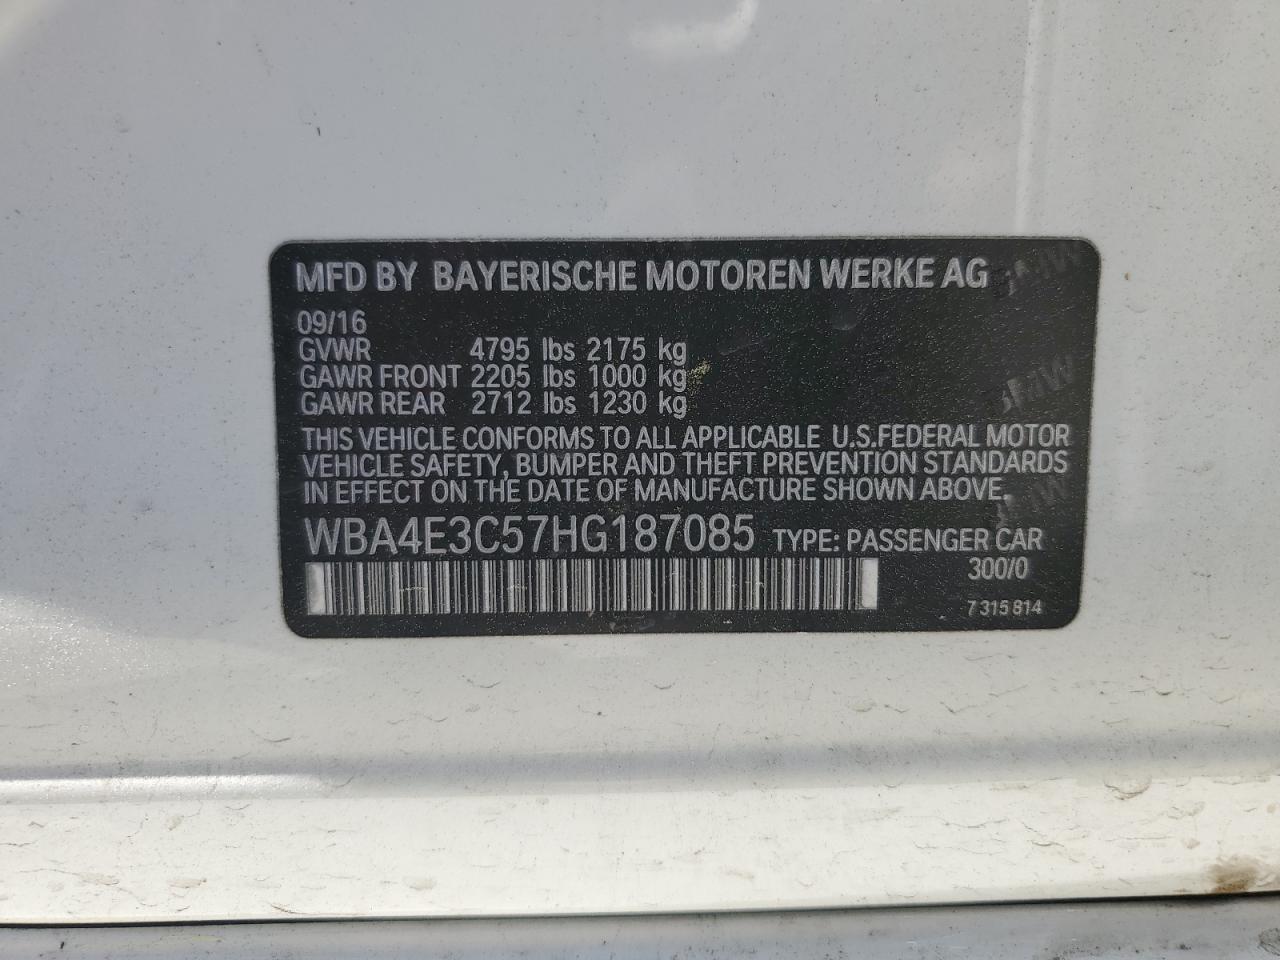 MFD BY BAYERISCHE MOTOREN WERKE AG
09/16
GVWR 4795 lbs 2175 kg
GAWR FRONT 2205 lbs 1000 kg
GAWR REAR 2712 lbs 1230 kg
THIS VEHICLE CONFORMS TO ALL APPLICABLE U.S.FEDERAL MOTOR
VEHICLE SAFETY, BUMPER AND THEFT PREVENTION STANDARDS
IN EFFECT ON THE DATE OF MANUFACTURE SHOWN ABOVE.
WBA4E3C57HG187085 TYPE: PASSENGER CAR
300/0
7 315 814
BMW
BMW
BMW